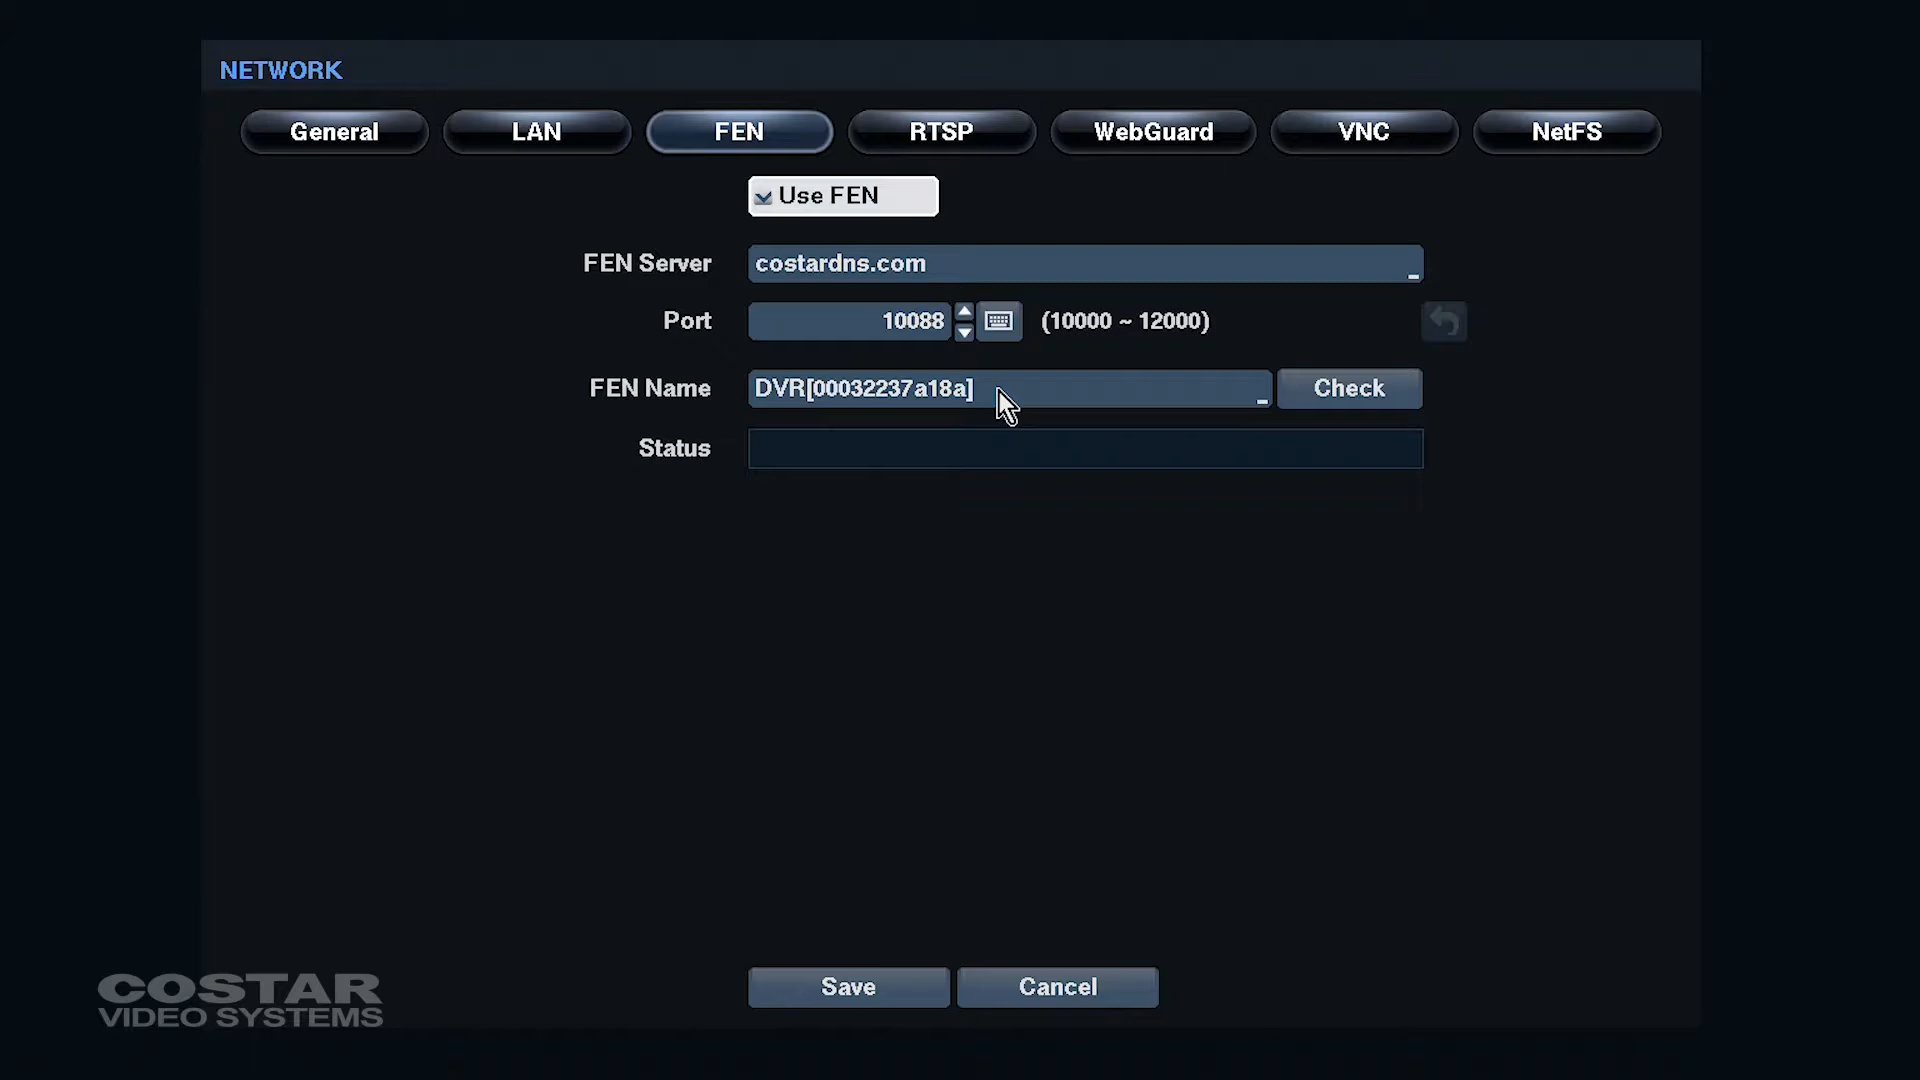 NETWORK
General LAN FEN RTSP WebGuard VNC NetFS
Use FEN
FEN Server costardns.com
Port 10088 (10000 ~ 12000)
FEN Name DVR[00032237a18a] Check
Status
Save Cancel
COSTAR
VIDEO SYSTEMS